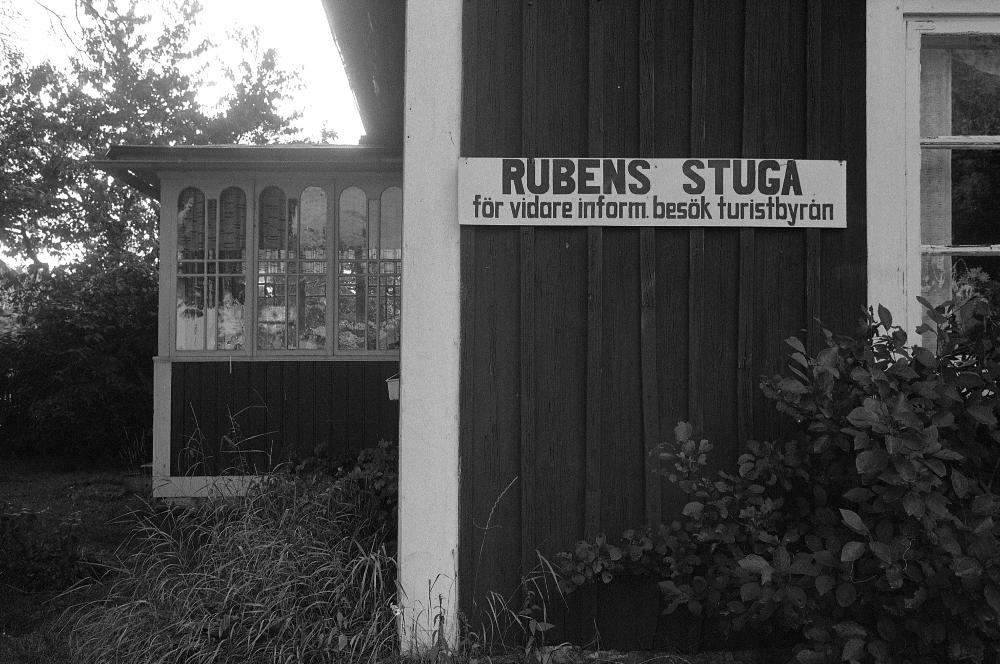 RUBENS STUGA
för vidare inform. besök turistbyrån